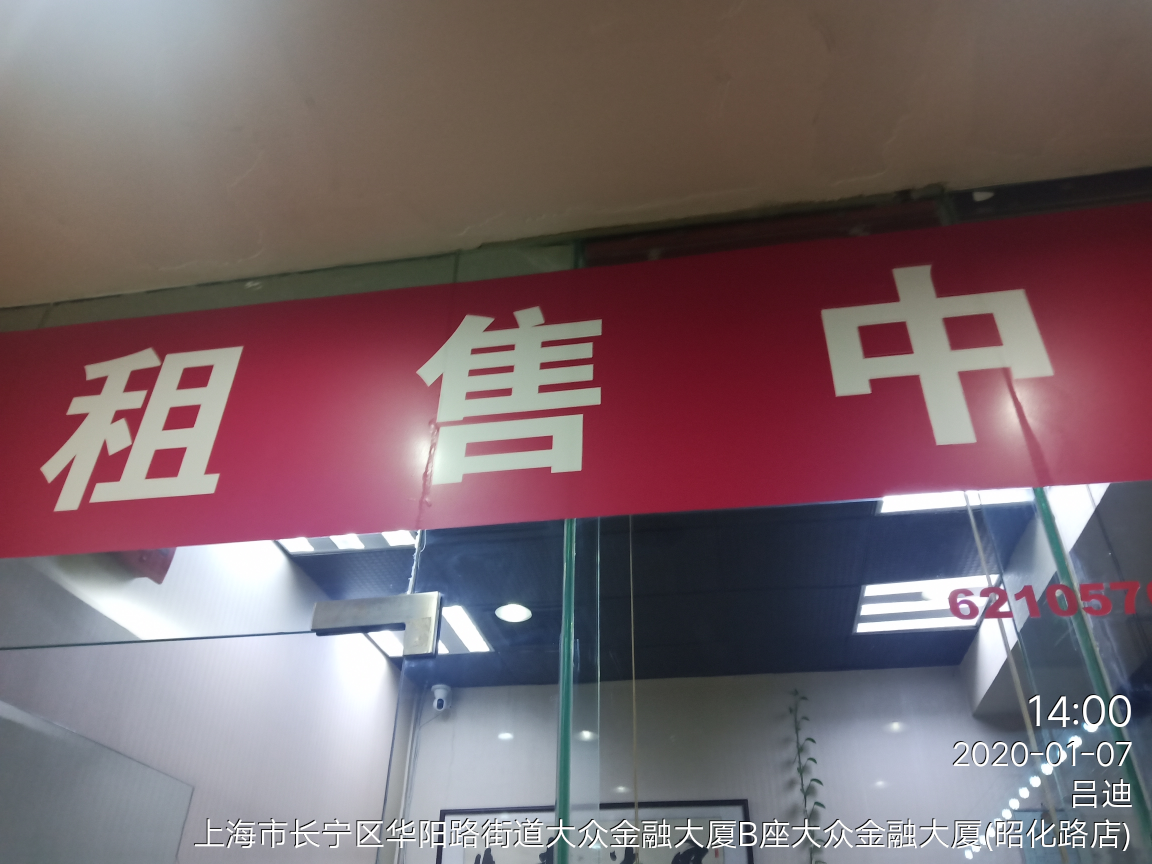 租售中
6210579
14:00
2020-01-07
吕迪
上海市长宁区华阳路街道大众金融大厦B座大众金融大厦(昭化路店)